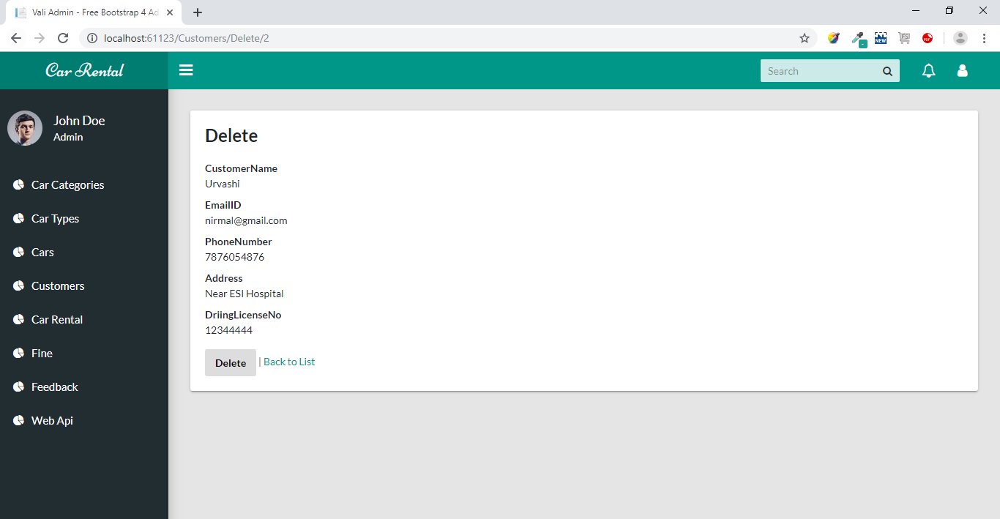 Vali Admin - Free Bootstrap 4 Ad
localhost:61123/Customers/Delete/2
NEW
PDF
Car Rental
Search
John Doe
Admin
Car Categories
Car Types
Cars
Customers
Car Rental
Fine
Feedback
Web Api
Delete
CustomerName
Urvashi
EmailID
nirmal@gmail.com
PhoneNumber
7876054876
Address
Near ESI Hospital
DriingLicenseNo
12344444
Delete | Back to List